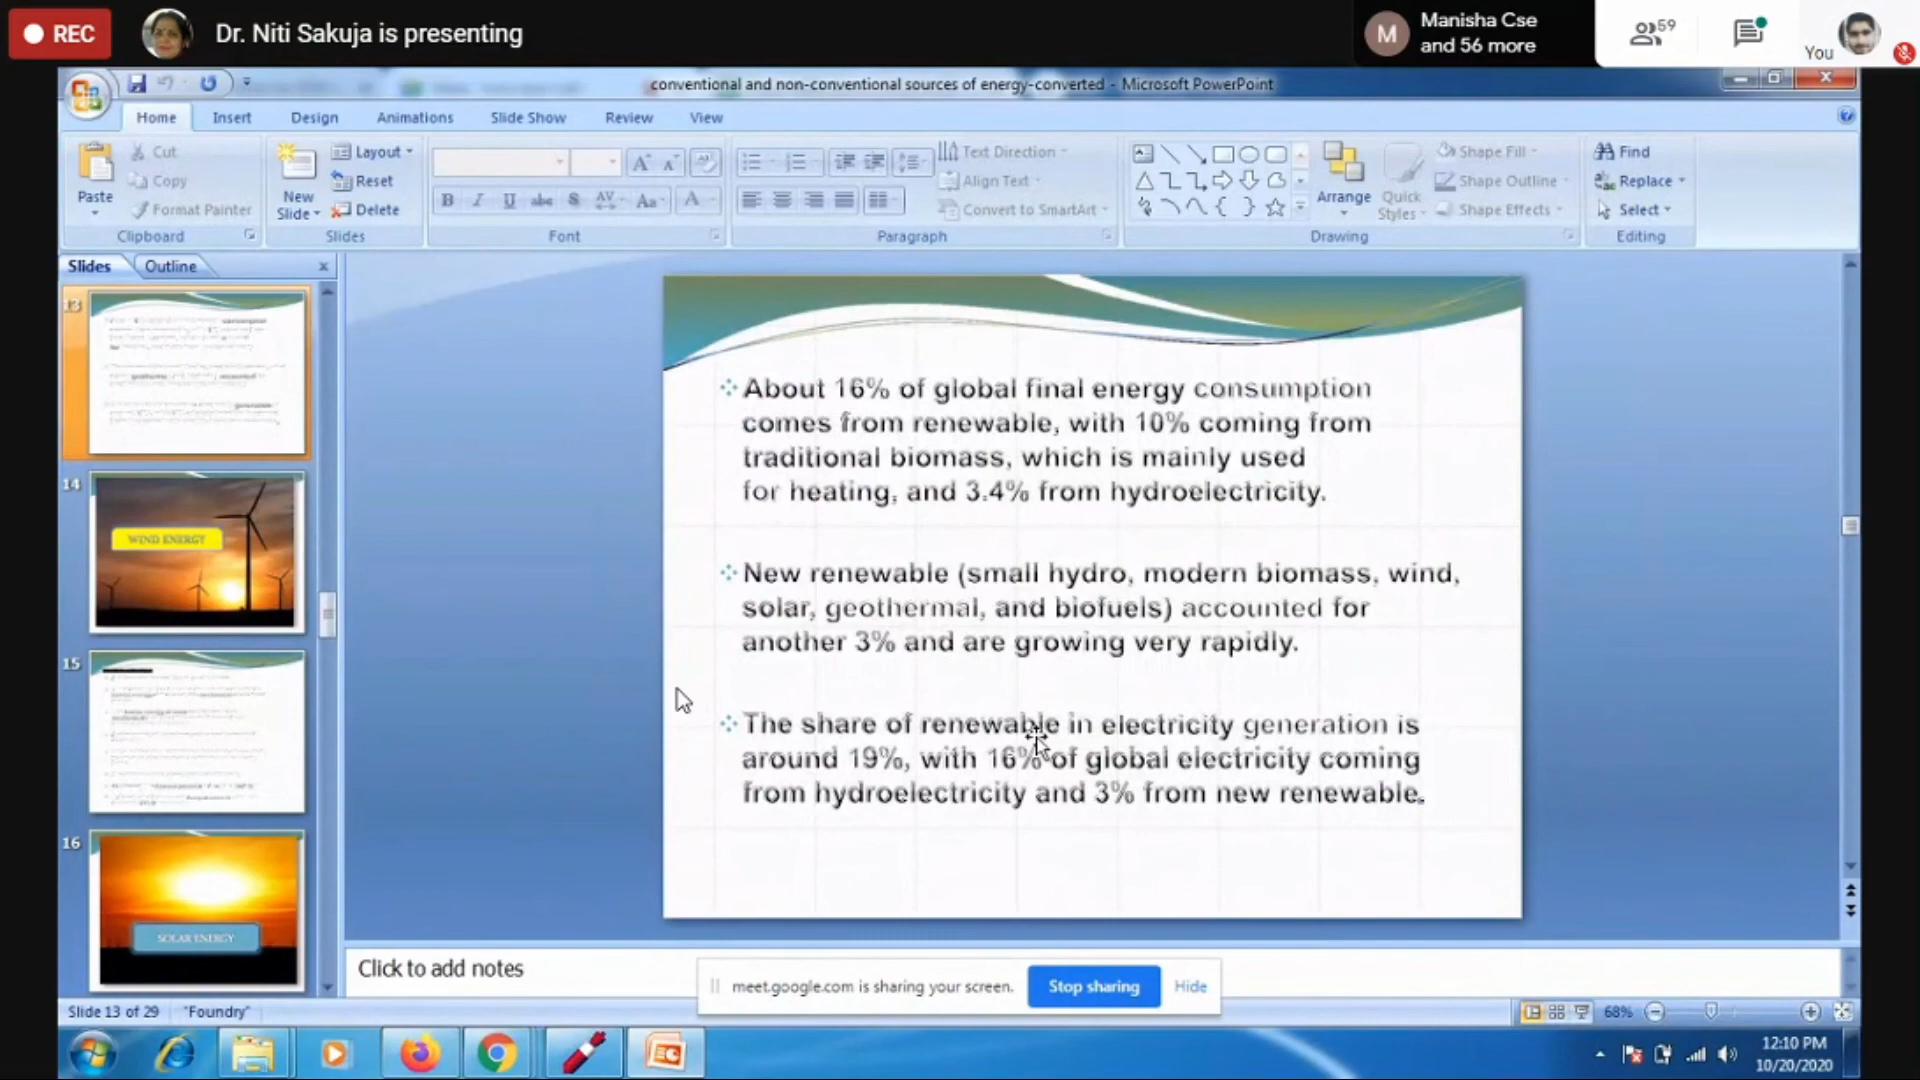 REC
Dr. Niti Sakuja is presenting
M
Manisha Cse
and 56 more
59
You
conventional and non-conventional sources of energy-converted - Microsoft PowerPoint
Home Insert Design Animations Slide Show Review View
Cut
Copy
Format Painter
Paste
Clipboard
New
Slide
Layout
Reset
Delete
Slides
B I U abc S AV Aa A
Font
Text Direction
Align Text
Convert to SmartArt
Paragraph
Arrange
Quick
Styles
Shape Fill
Shape Outline
Shape Effects
Drawing
Find
Replace
Select
Editing
Slides Outline
13
14
WIND ENERGY
15
16
SOLAR ENERGY
About 16% of global final energy consumption
comes from renewable, with 10% coming from
traditional biomass, which is mainly used
for heating, and 3.4% from hydroelectricity.
New renewable (small hydro, modern biomass, wind,
solar, geothermal, and biofuels) accounted for
another 3% and are growing very rapidly.
The share of renewable in electricity generation is
around 19%, with 16% of global electricity coming
from hydroelectricity and 3% from new renewable.
Click to add notes
meet.google.com is sharing your screen. Stop sharing Hide
Slide 13 of 29 "Foundry"
68%
12:10 PM
10/20/2020